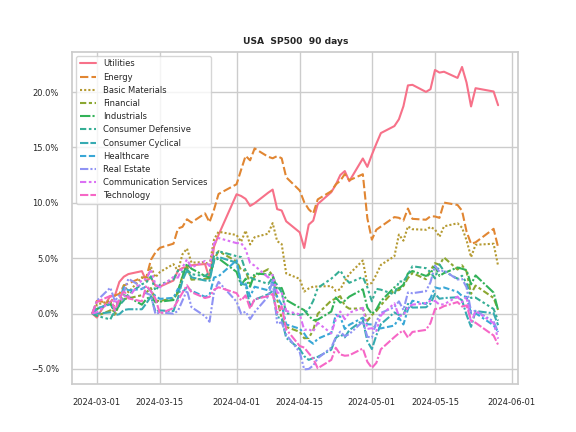 USA  SP500  90 days
Utilities
Energy
Basic Materials
Financial
Industrials
Consumer Defensive
Consumer Cyclical
Healthcare
Real Estate
Communication Services
Technology
20.0%
15.0%
10.0%
5.0%
0.0%
−5.0%
2024-03-01 2024-03-15 2024-04-01 2024-04-15 2024-05-01 2024-05-15 2024-06-01